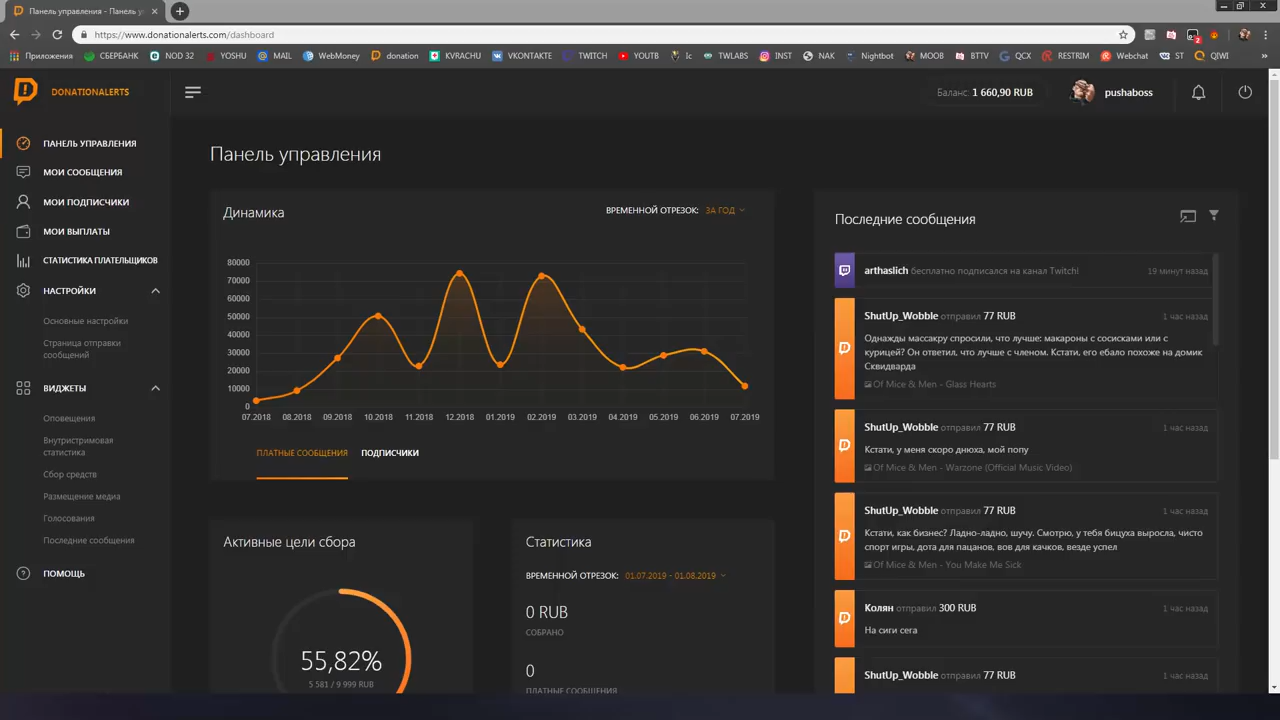 Панель управления - Панель у
https://www.donationalerts.com/dashboard
Приложения СБЕРБАНК NOD 32 YOSHU MAIL WebMoney donation KVRACHU VKONTAKTE TWITCH YOUTB lc TWLABS INST NAK Nightbot MOOB BTTV QCX RESTRIM Webchat ST QIWI
DONATIONALERTS
Баланс: 1 660,90 RUB
pushaboss
ПАНЕЛЬ УПРАВЛЕНИЯ
МОИ СООБЩЕНИЯ
МОИ ПОДПИСЧИКИ
МОИ ВЫПЛАТЫ
СТАТИСТИКА ПЛАТЕЛЬЩИКОВ
НАСТРОЙКИ
Основные настройки
Страница отправки
сообщений
ВИДЖЕТЫ
Оповещения
Внутристримовая
статистика
Сбор средств
Размещение медиа
Голосования
Последние сообщения
ПОМОЩЬ
Панель управления
Динамика
ВРЕМЕННОЙ ОТРЕЗОК: ЗА ГОД
80000
70000
60000
50000
40000
30000
20000
10000
0
07.2018 08.2018 09.2018 10.2018 11.2018 12.2018 01.2019 02.2019 03.2019 04.2019 05.2019 06.2019 07.2019
ПЛАТНЫЕ СООБЩЕНИЯ ПОДПИСЧИКИ
Активные цели сбора
55,82%
5 581 / 9 999 RUB
Статистика
ВРЕМЕННОЙ ОТРЕЗОК: 01.07.2019 - 01.08.2019
0 RUB
СОБРАНО
0
ПЛАТНЫЕ СООБЩЕНИЯ
Последние сообщения
arthaslich бесплатно подписался на канал Twitch! 19 минут назад
ShutUp_Wobble отправил 77 RUB 1 час назад
Однажды массакру спросили, что лучше: макароны с сосисками или с
курицей? Он ответил, что лучше с членом. Кстати, его ебало похоже на домик
Сквидварда
Of Mice & Men - Glass Hearts
ShutUp_Wobble отправил 77 RUB 1 час назад
Кстати, у меня скоро днюха, мой попу
Of Mice & Men - Warzone (Official Music Video)
ShutUp_Wobble отправил 77 RUB 1 час назад
Кстати, как бизнес? Ладно-ладно, шучу. Смотрю, у тебя бицуха выросла, чисто
спорт игры, дота для пацанов, вов для качков, везде успел
Of Mice & Men - You Make Me Sick
Колян отправил 300 RUB 1 час назад
На сиги сега
ShutUp_Wobble отправил 77 RUB 1 час назад